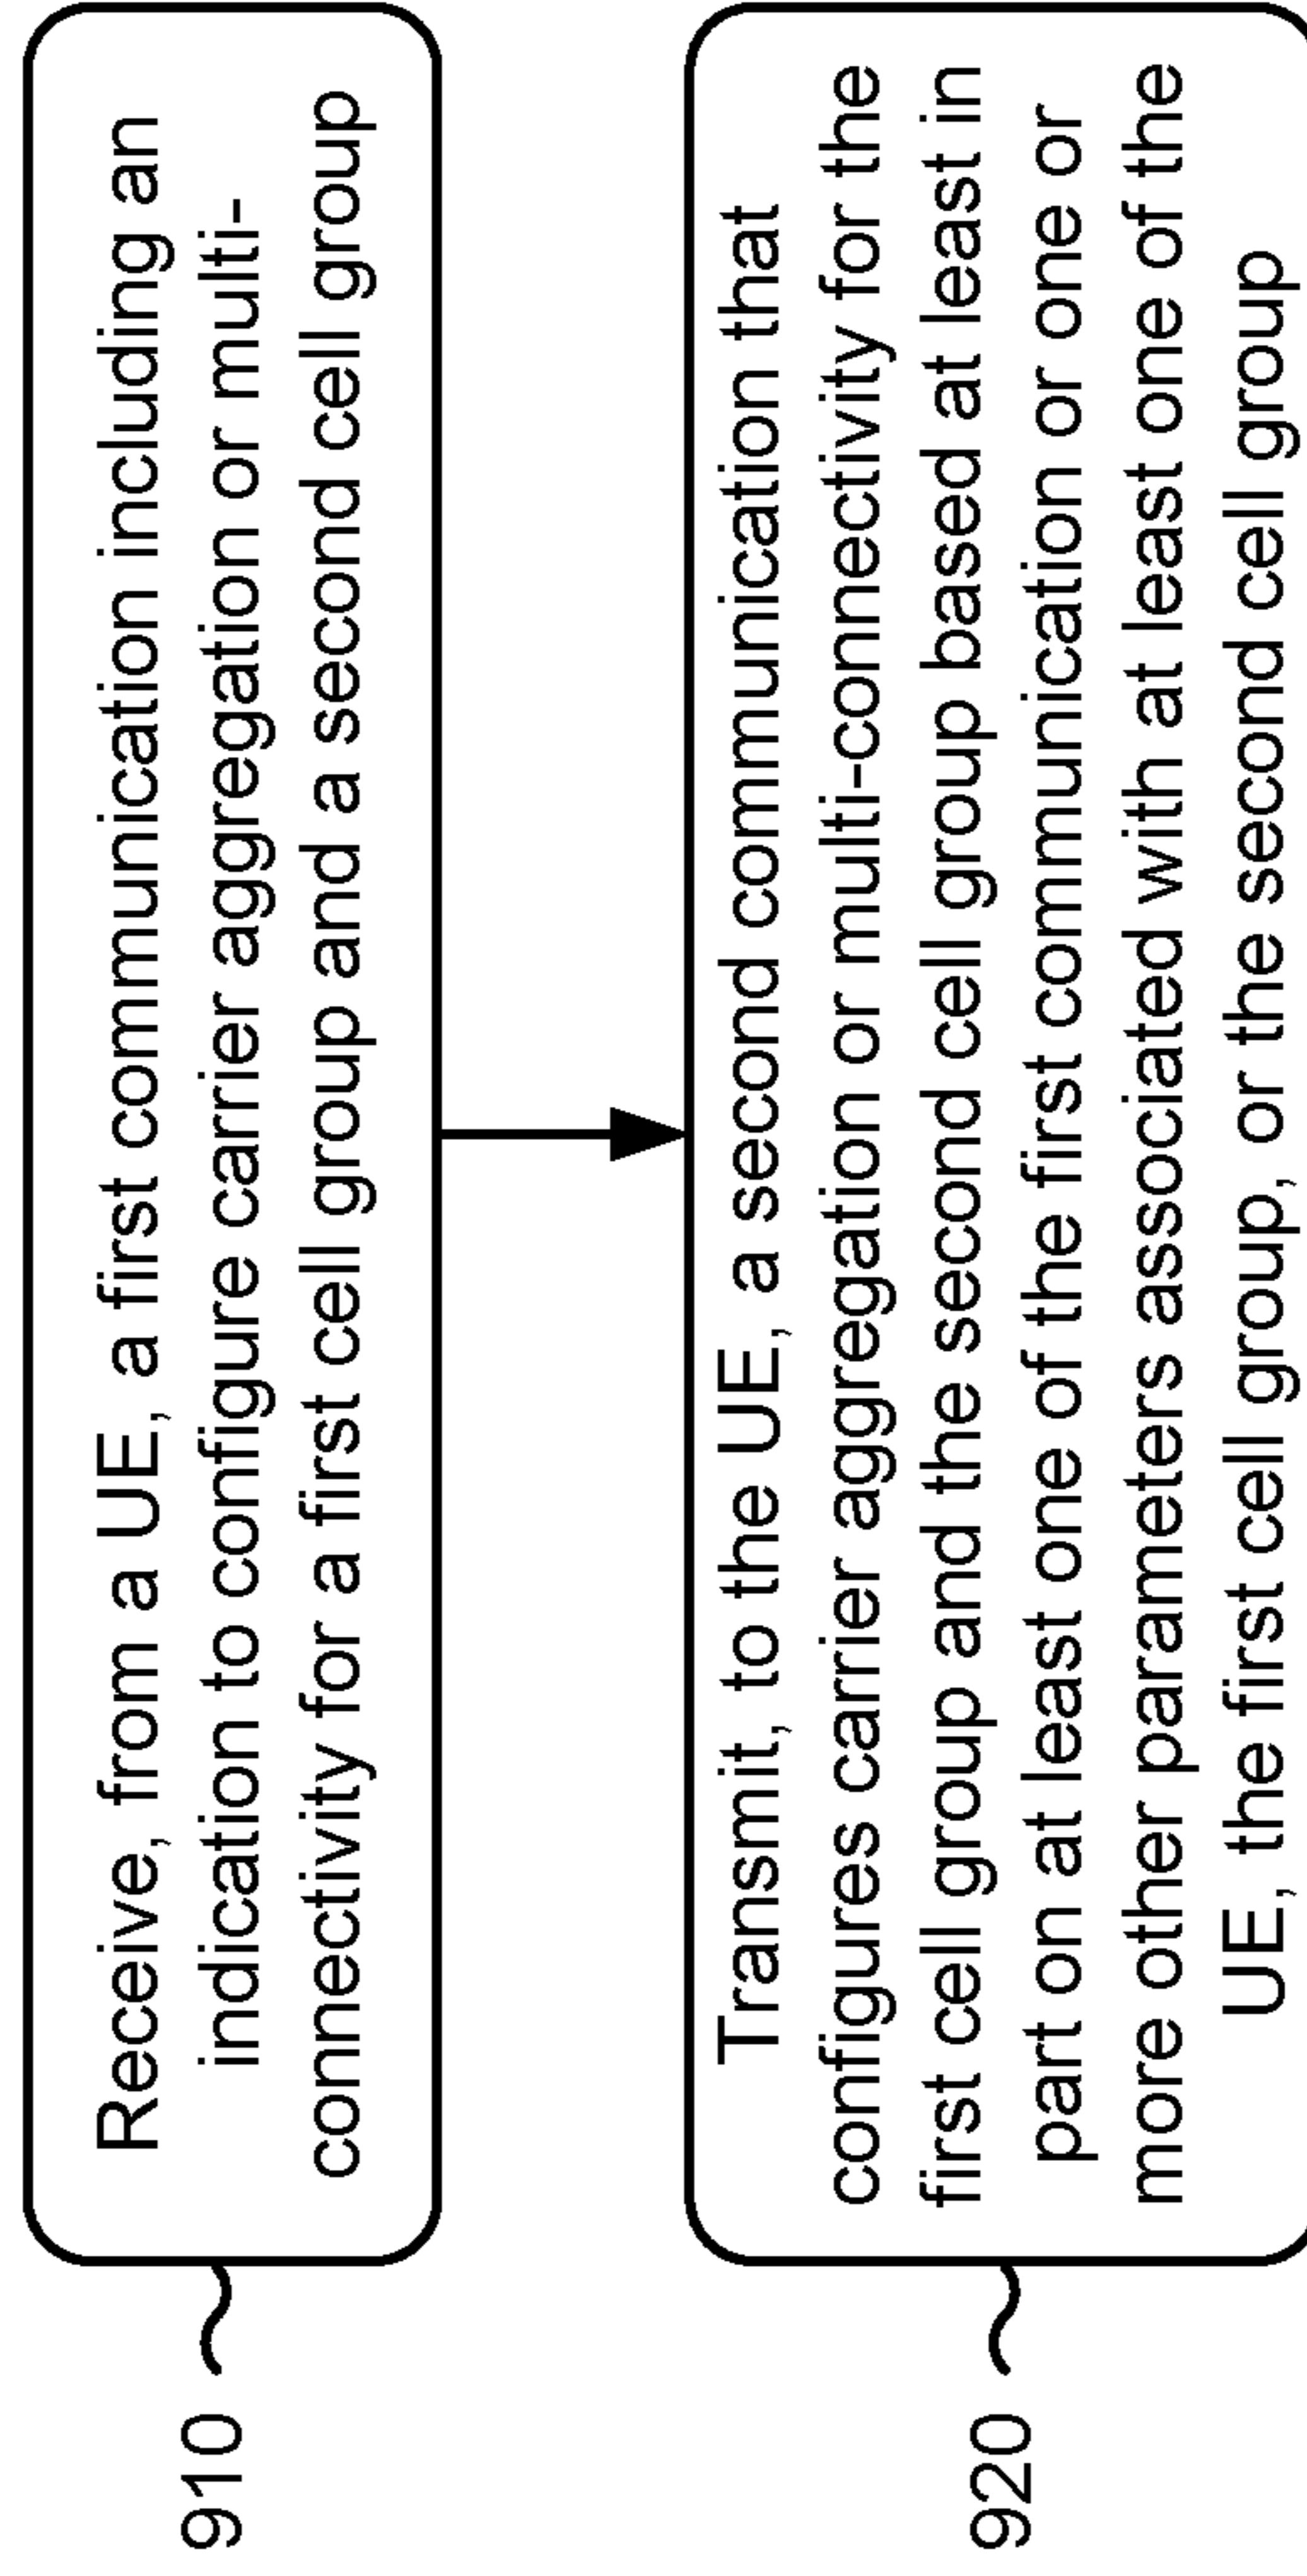 910
Receive, from a UE, a first communication including an
indication to configure carrier aggregation or multi-
connectivity for a first cell group and a second cell group
920
Transmit, to the UE, a second communication that
configures carrier aggregation or multi-connectivity for the
first cell group and the second cell group based at least in
part on at least one of the first communication or one or
more other parameters associated with at least one of the
UE, the first cell group, or the second cell group